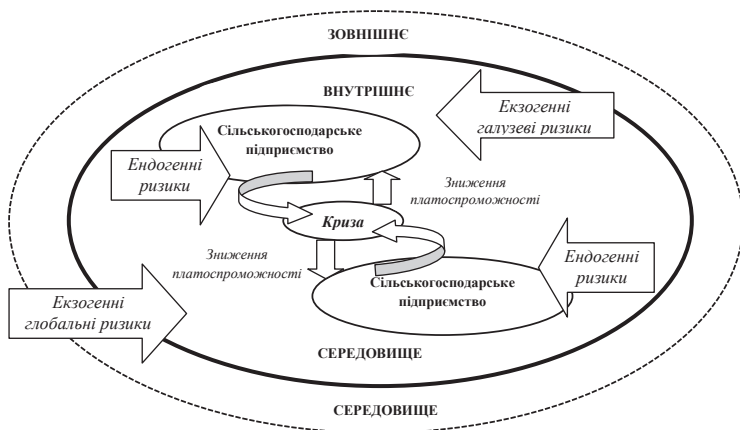 ЗОВНІШНЄ
ВНУТРІШНЄ
Екзогенні
галузеві ризики
Сільськогосподарське
підприємство
Ендогенні
ризики
Зниження
платоспроможності
Криза
Зниження
платоспроможності
Ендогенні
ризики
Сільськогосподарське
підприємство
Екзогенні
глобальні ризики
СЕРЕДОВИЩЕ
СЕРЕДОВИЩЕ